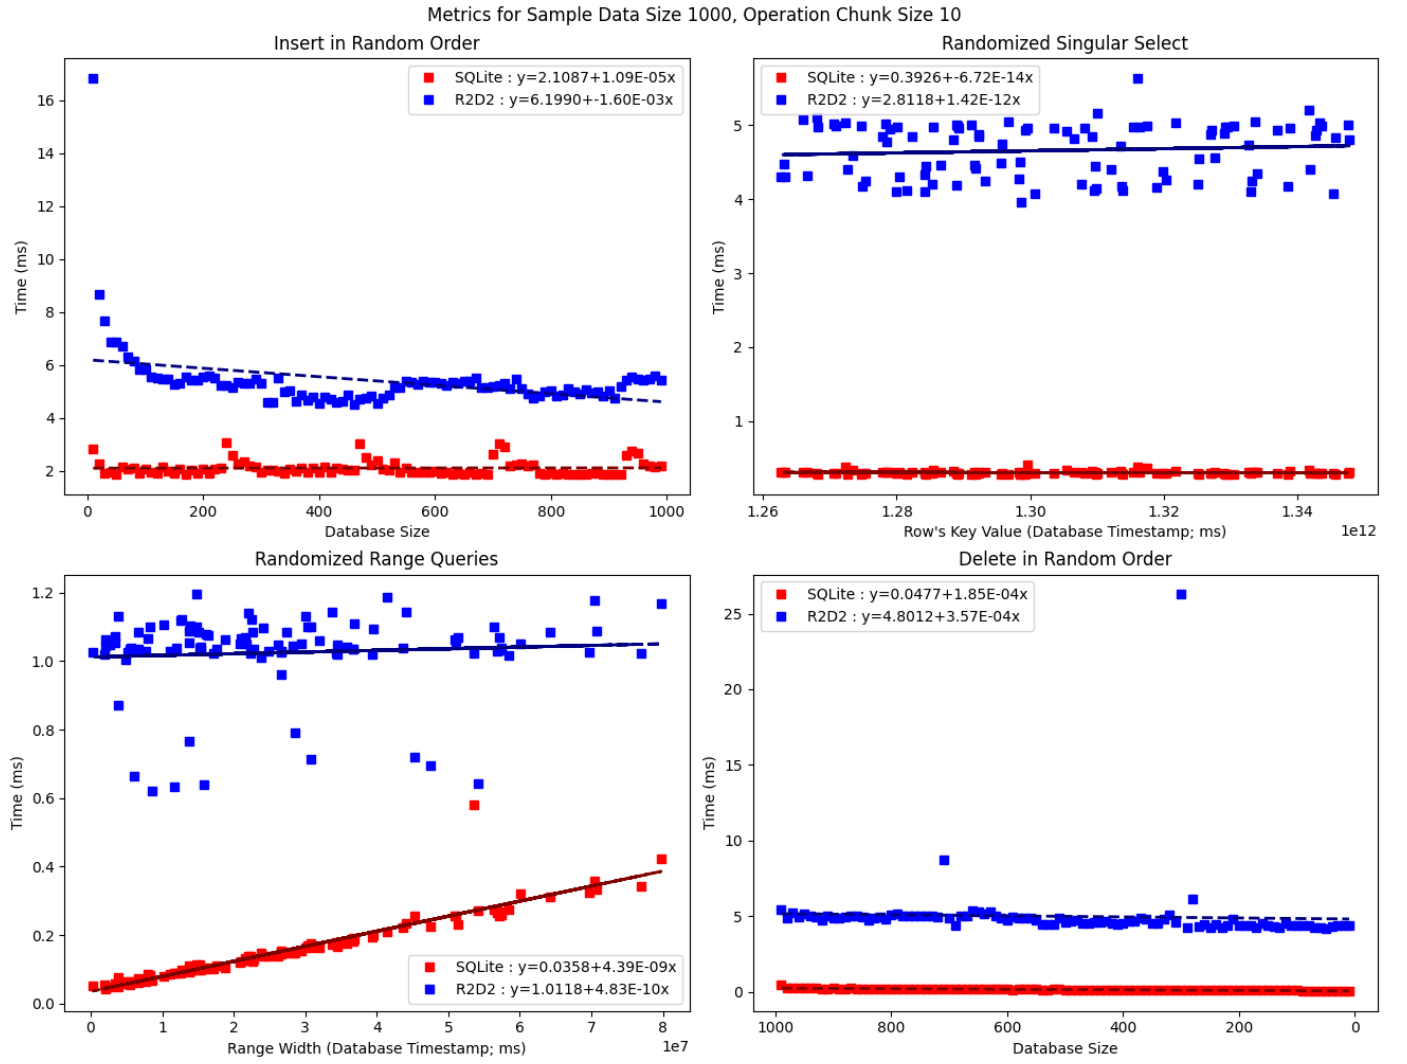 Metrics for Sample Data Size 1000, Operation Chunk Size 10
Insert in Random Order
SQLite : y=2.1087+1.09E-05x
R2D2 : y=6.1990+-1.60E-03x
Time (ms)
16
14
12
10
8
6
4
2
0
200
400
600
800
1000
Database Size
Randomized Singular Select
SQLite : y=0.3926+-6.72E-14x
R2D2 : y=2.8118+1.42E-12x
Time (ms)
5
4
3
2
1
1.26
1.28
1.30
1.32
1.34
1e12
Row's Key Value (Database Timestamp; ms)
Randomized Range Queries
Time (ms)
1.2
1.0
0.8
0.6
0.4
0.2
0.0
SQLite : y=0.0358+4.39E-09x
R2D2 : y=1.0118+4.83E-10x
0
1
2
3
4
5
6
7
8
1e7
Range Width (Database Timestamp; ms)
Delete in Random Order
SQLite : y=0.0477+1.85E-04x
R2D2 : y=4.8012+3.57E-04x
Time (ms)
25
20
15
10
5
0
1000
800
600
400
200
0
Database Size